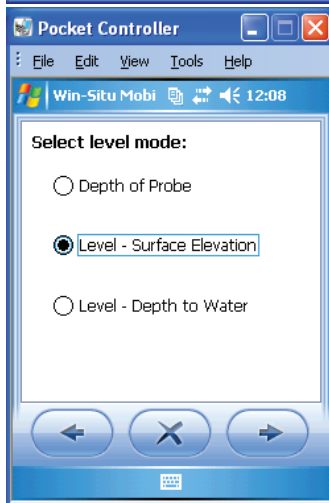 Pocket Controller
File Edit View Tools Help
Win-Situ Mobi 12:08
Select level mode:
Depth of Probe
Level - Surface Elevation
Level - Depth to Water